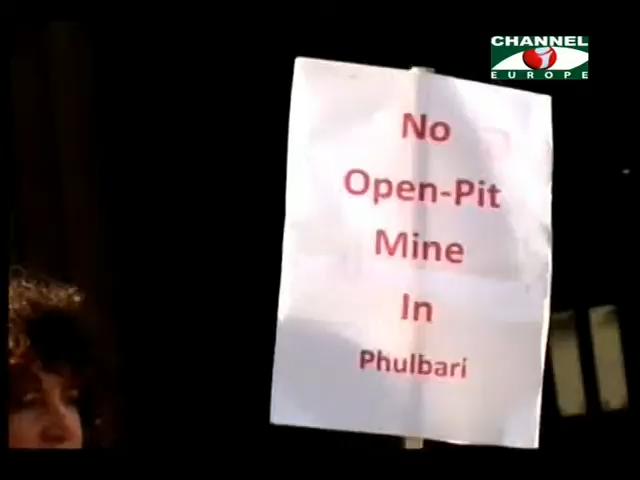 CHANNEL
EUROPE
No
Open-Pit
Mine
In
Phulbari